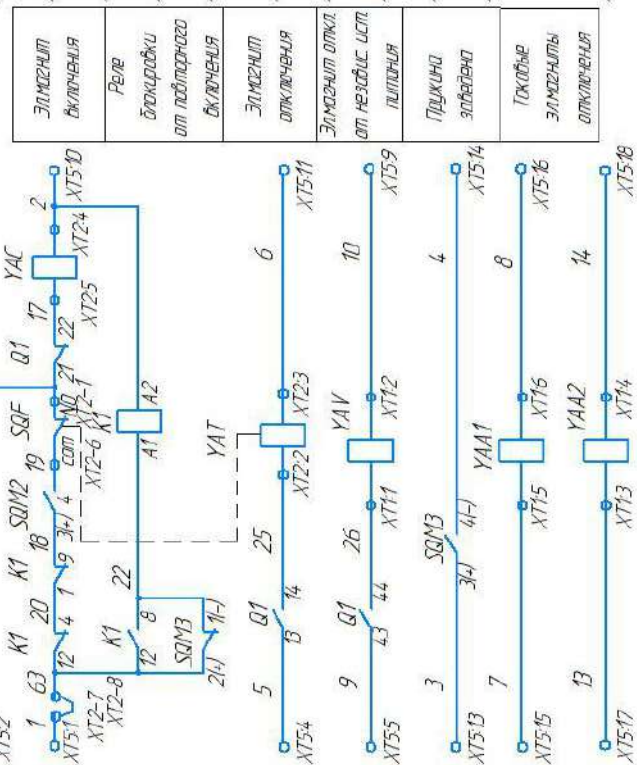 Эл.магнит
включения
Реле
блокировки
от повторного
включения
Эл.магнит
отключения
Эл.магнит откл.
от независ. ист.
питания
Пружина
заведена
Токовые
эл.магниты
отключения
XT5:2
XT5:1
1
XT2-7
XT2-8
63
K1
12
4
20
K1
1
9
18
SQM2
3(+)
4
19
SQF
com
NO
XT2-6
XT2-1
Q1
21
22
17
YAC
XT2:5
XT2:4
2
XT5:10
K1
12
8
22
K1
A1
A2
SQM3
2(+)
1(-)
XT5:4
5
Q1
13
14
25
YAT
XT2:2
XT2:3
6
XT5:11
XT5:5
9
Q1
43
44
26
YAV
XT1:1
XT1:2
10
XT5:9
XT5:13
3
SQM3
3(+)
4(-)
4
XT5:14
XT5:15
7
YAA1
XT1:5
XT1:6
8
XT5:16
XT5:17
13
YAA2
XT1:3
XT1:4
14
XT5:18